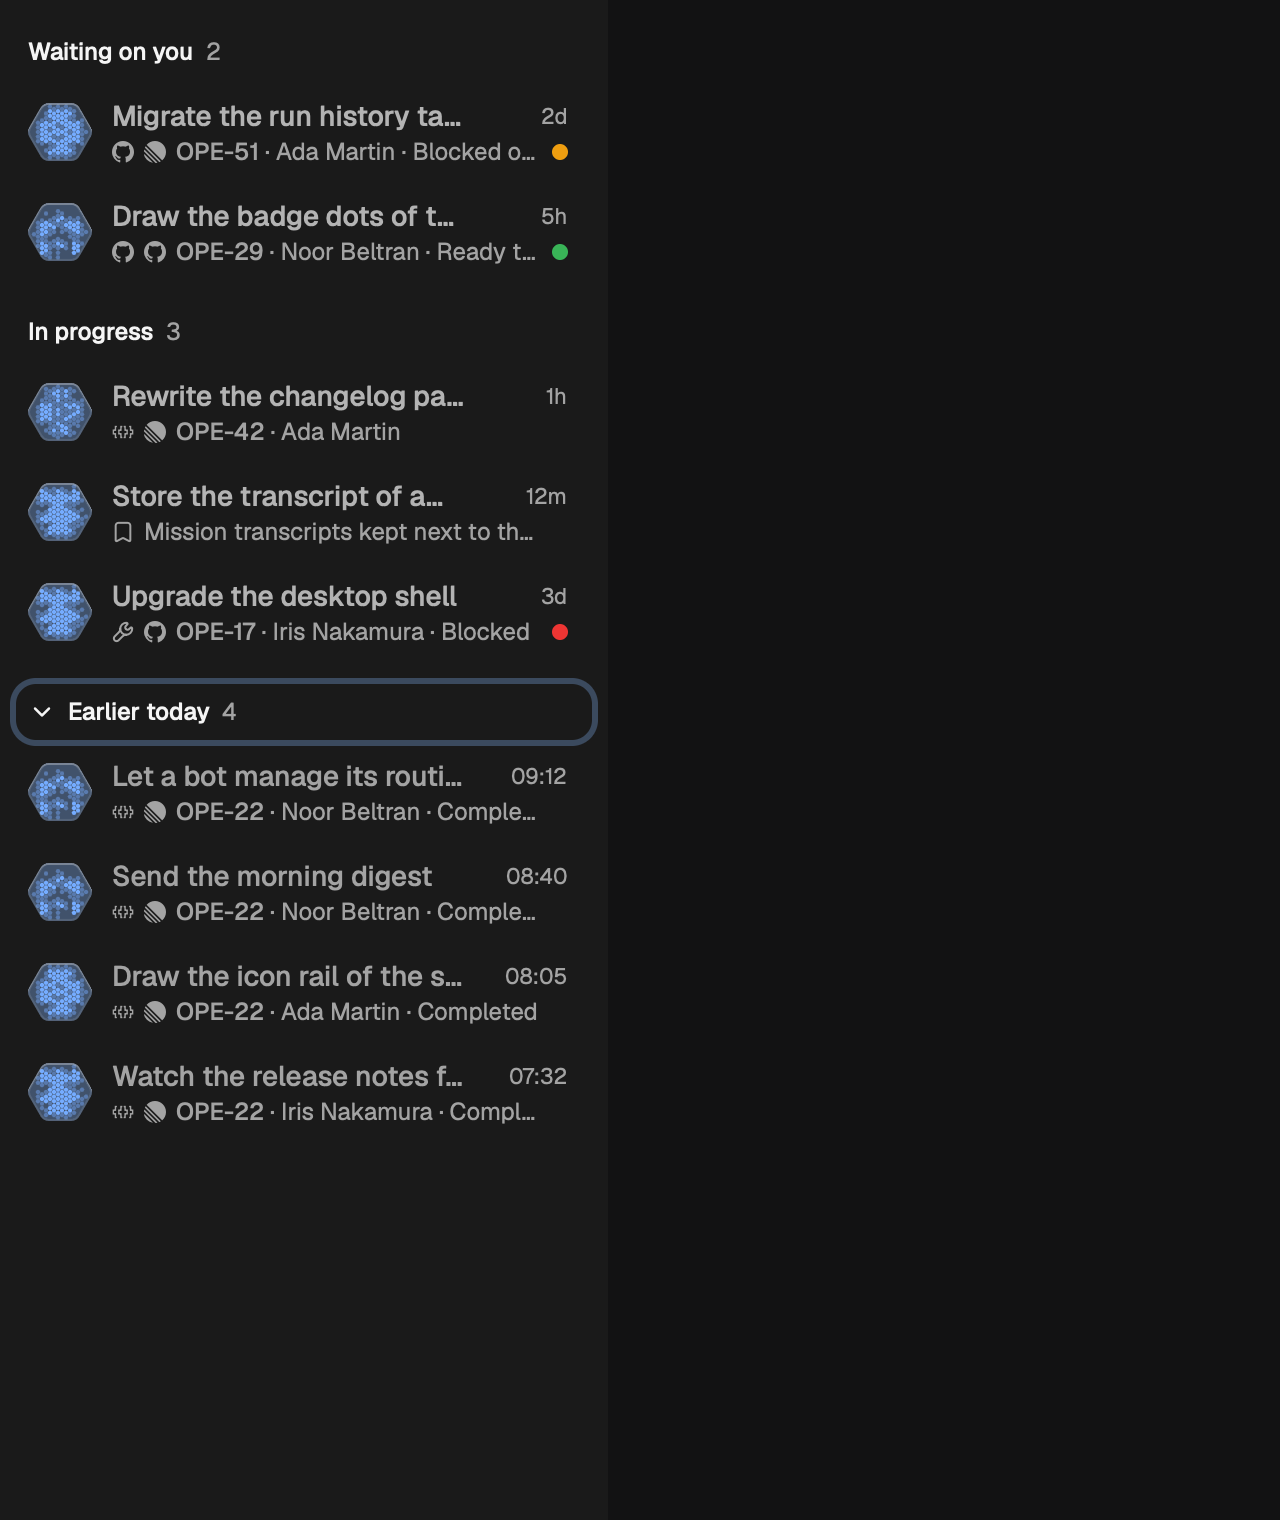 Waiting on you 2
Migrate the run history ta… 2d
OPE-51 · Ada Martin · Blocked o…
Draw the badge dots of t… 5h
OPE-29 · Noor Beltran · Ready t…
In progress 3
Rewrite the changelog pa… 1h
OPE-42 · Ada Martin
Store the transcript of a… 12m
Mission transcripts kept next to th…
Upgrade the desktop shell 3d
OPE-17 · Iris Nakamura · Blocked
Earlier today 4
Let a bot manage its routi… 09:12
OPE-22 · Noor Beltran · Comple…
Send the morning digest 08:40
OPE-22 · Noor Beltran · Comple…
Draw the icon rail of the s… 08:05
OPE-22 · Ada Martin · Completed
Watch the release notes f… 07:32
OPE-22 · Iris Nakamura · Compl…